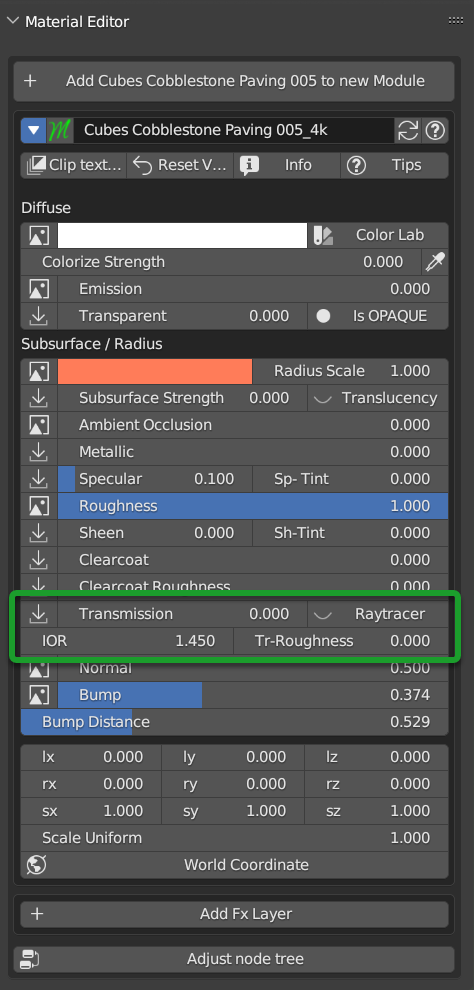 Material Editor
+ Add Cubes Cobblestone Paving 005 to new Module
M Cubes Cobblestone Paving 005_4k ?
Clip text... Reset V... i Info ? Tips
Diffuse
Color Lab
Colorize Strength 0.000
Emission 0.000
Transparent 0.000 Is OPAQUE
Subsurface / Radius
Radius Scale 1.000
Subsurface Strength 0.000 Translucency
Ambient Occlusion 0.000
Metallic 0.000
Specular 0.100 Sp- Tint 0.000
Roughness 1.000
Sheen 0.000 Sh-Tint 0.000
Clearcoat 0.000
Clearcoat Roughness 0.000
Transmission 0.000 Raytracer
IOR 1.450 Tr-Roughness 0.000
Normal 0.500
Bump 0.374
Bump Distance 0.529
lx 0.000 ly 0.000 lz 0.000
rx 0.000 ry 0.000 rz 0.000
sx 1.000 sy 1.000 sz 1.000
Scale Uniform 1.000
World Coordinate
+ Add Fx Layer
Adjust node tree